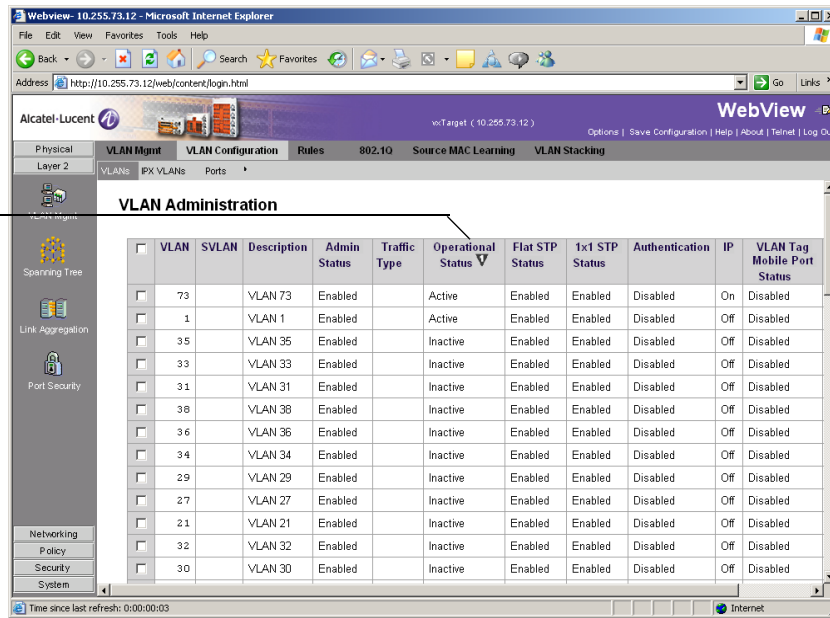 Webview- 10.255.73.12 - Microsoft Internet Explorer
File Edit View Favorites Tools Help
Back Search Favorites
Address http://10.255.73.12/web/content/login.html Go Links
Alcatel-Lucent WebView
vxTarget ( 10.255.73.12 )
Options | Save Configuration | Help | About | Telnet | Log Ou
Physical VLAN Mgmt VLAN Configuration Rules 802.1Q Source MAC Learning VLAN Stacking
Layer 2 VLANs IPX VLANs Ports
VLAN Mgmt
Spanning Tree
Link Aggregation
Port Security
Networking
Policy
Security
System
VLAN Administration
VLAN SVLAN Description Admin Status Traffic Type Operational Status Flat STP Status 1x1 STP Status Authentication IP VLAN Tag Mobile Port Status
73 VLAN 73 Enabled Active Enabled Enabled Disabled On Disabled
1 VLAN 1 Enabled Active Enabled Enabled Disabled Off Disabled
35 VLAN 35 Enabled Inactive Enabled Enabled Disabled Off Disabled
33 VLAN 33 Enabled Inactive Enabled Enabled Disabled Off Disabled
31 VLAN 31 Enabled Inactive Enabled Enabled Disabled Off Disabled
38 VLAN 38 Enabled Inactive Enabled Enabled Disabled Off Disabled
36 VLAN 36 Enabled Inactive Enabled Enabled Disabled Off Disabled
34 VLAN 34 Enabled Inactive Enabled Enabled Disabled Off Disabled
29 VLAN 29 Enabled Inactive Enabled Enabled Disabled Off Disabled
27 VLAN 27 Enabled Inactive Enabled Enabled Disabled Off Disabled
21 VLAN 21 Enabled Inactive Enabled Enabled Disabled Off Disabled
32 VLAN 32 Enabled Inactive Enabled Enabled Disabled Off Disabled
30 VLAN 30 Enabled Inactive Enabled Enabled Disabled Off Disabled
Time since last refresh: 0:00:00:03 Internet